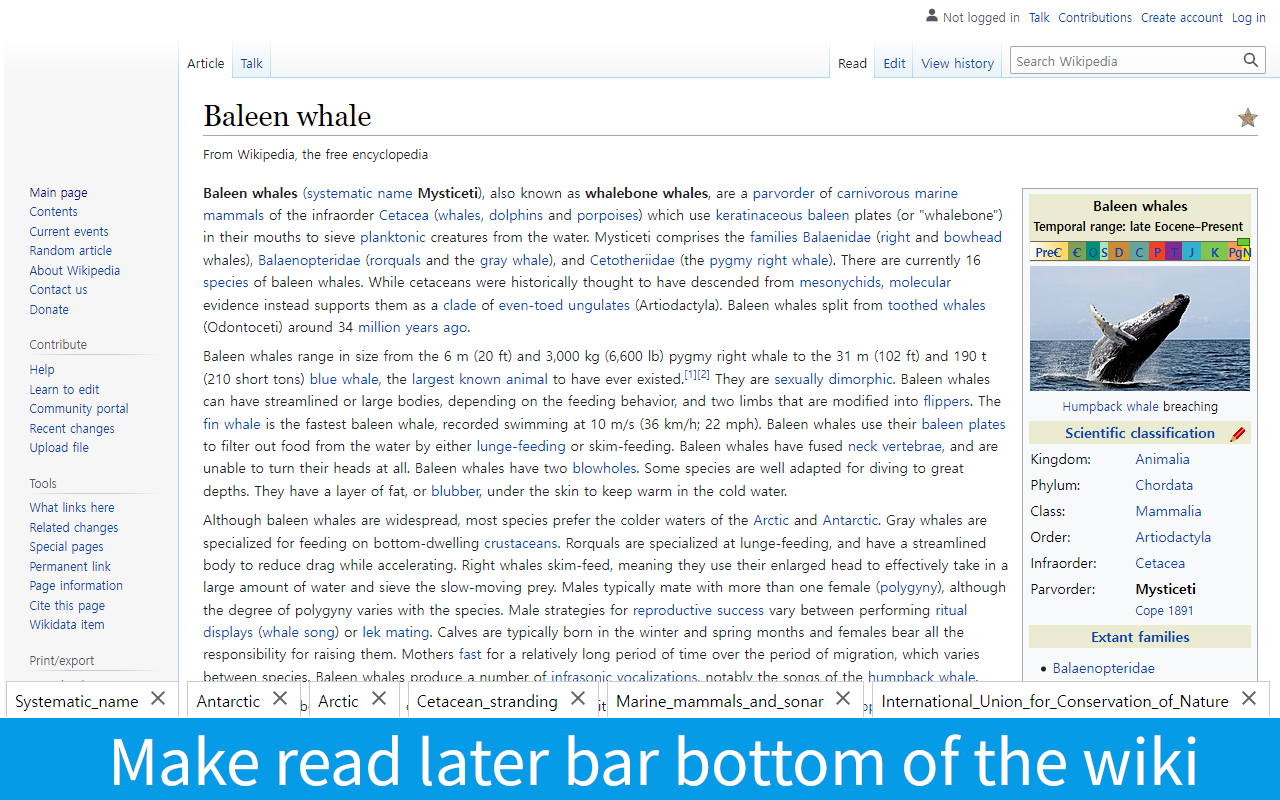 Not logged in Talk Contributions Create account Log in
Article Talk Read Edit View history Search Wikipedia
Baleen whale
From Wikipedia, the free encyclopedia
Main page
Contents
Current events
Random article
About Wikipedia
Contact us
Donate
Contribute
Help
Learn to edit
Community portal
Recent changes
Upload file
Tools
What links here
Related changes
Special pages
Permanent link
Page information
Cite this page
Wikidata item
Print/export
Baleen whales (systematic name Mysticeti), also known as whalebone whales, are a parvorder of carnivorous marine
mammals of the infraorder Cetacea (whales, dolphins and porpoises) which use keratinaceous baleen plates (or "whalebone")
in their mouths to sieve planktonic creatures from the water. Mysticeti comprises the families Balaenidae (right and bowhead
whales), Balaenopteridae (rorquals and the gray whale), and Cetotheriidae (the pygmy right whale). There are currently 16
species of baleen whales. While cetaceans were historically thought to have descended from mesonychids, molecular
evidence instead supports them as a clade of even-toed ungulates (Artiodactyla). Baleen whales split from toothed whales
(Odontoceti) around 34 million years ago.
Baleen whales range in size from the 6 m (20 ft) and 3,000 kg (6,600 lb) pygmy right whale to the 31 m (102 ft) and 190 t
(210 short tons) blue whale, the largest known animal to have ever existed.[1][2] They are sexually dimorphic. Baleen whales
can have streamlined or large bodies, depending on the feeding behavior, and two limbs that are modified into flippers. The
fin whale is the fastest baleen whale, recorded swimming at 10 m/s (36 km/h; 22 mph). Baleen whales use their baleen plates
to filter out food from the water by either lunge-feeding or skim-feeding. Baleen whales have fused neck vertebrae, and are
unable to turn their heads at all. Baleen whales have two blowholes. Some species are well adapted for diving to great
depths. They have a layer of fat, or blubber, under the skin to keep warm in the cold water.
Although baleen whales are widespread, most species prefer the colder waters of the Arctic and Antarctic. Gray whales are
specialized for feeding on bottom-dwelling crustaceans. Rorquals are specialized at lunge-feeding, and have a streamlined
body to reduce drag while accelerating. Right whales skim-feed, meaning they use their enlarged head to effectively take in a
large amount of water and sieve the slow-moving prey. Males typically mate with more than one female (polygyny), although
the degree of polygyny varies with the species. Male strategies for reproductive success vary between performing ritual
displays (whale song) or lek mating. Calves are typically born in the winter and spring months and females bear all the
responsibility for raising them. Mothers fast for a relatively long period of time over the period of migration, which varies
between species. Baleen whales produce a number of infrasonic vocalizations, notably the songs of the humpback whale.
Baleen whales
Temporal range: late Eocene–Present
PreꞒ Ꞓ O S D C P T J K Pg N
Humpback whale breaching
Scientific classification
Kingdom: Animalia
Phylum: Chordata
Class: Mammalia
Order: Artiodactyla
Infraorder: Cetacea
Parvorder: Mysticeti
Cope 1891
Extant families
• Balaenopteridae
Systematic_name Antarctic Arctic Cetacean_stranding Marine_mammals_and_sonar International_Union_for_Conservation_of_Nature
Make read later bar bottom of the wiki